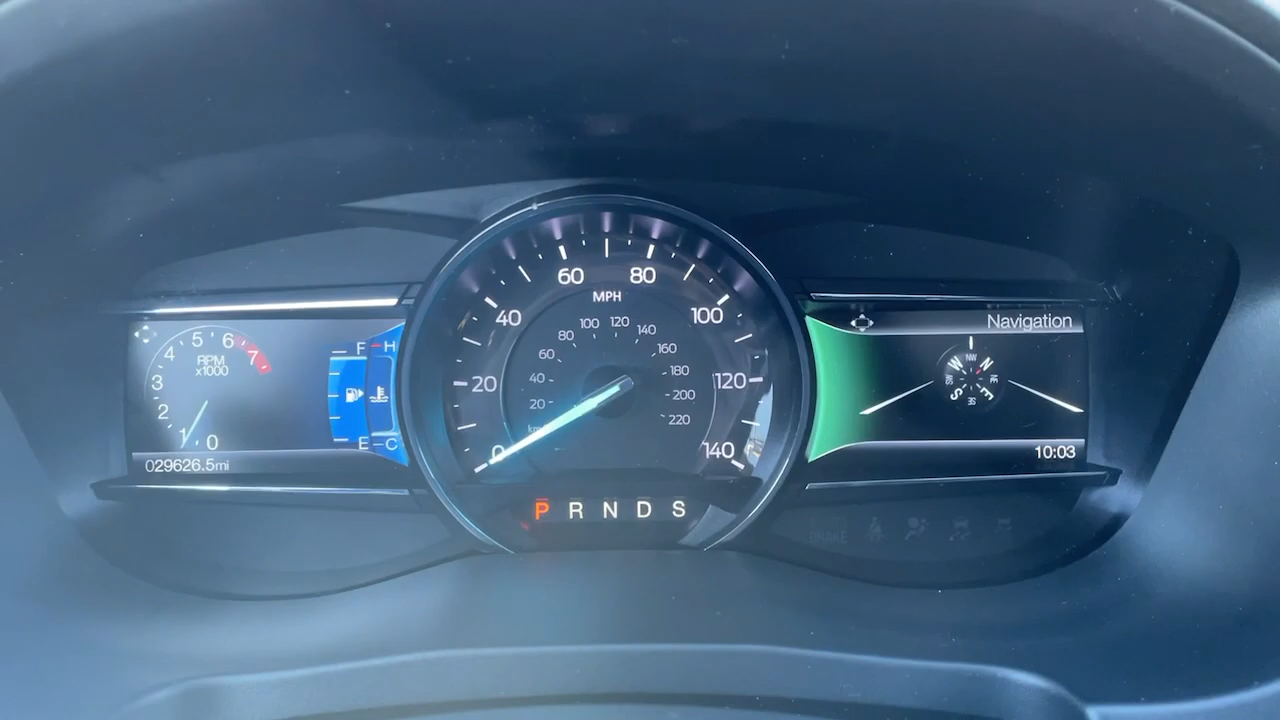 5 6
4 7
RPM
x1000
3
2
1 0
F H
E C
029626.5mi
0 20 40 60 80 100 120 140
MPH
20 40 60 80 100 120 140 160 180 200 220
P R N D S
Navigation
NW
W N
SW NE
S E
SE
10:03
BRAKE